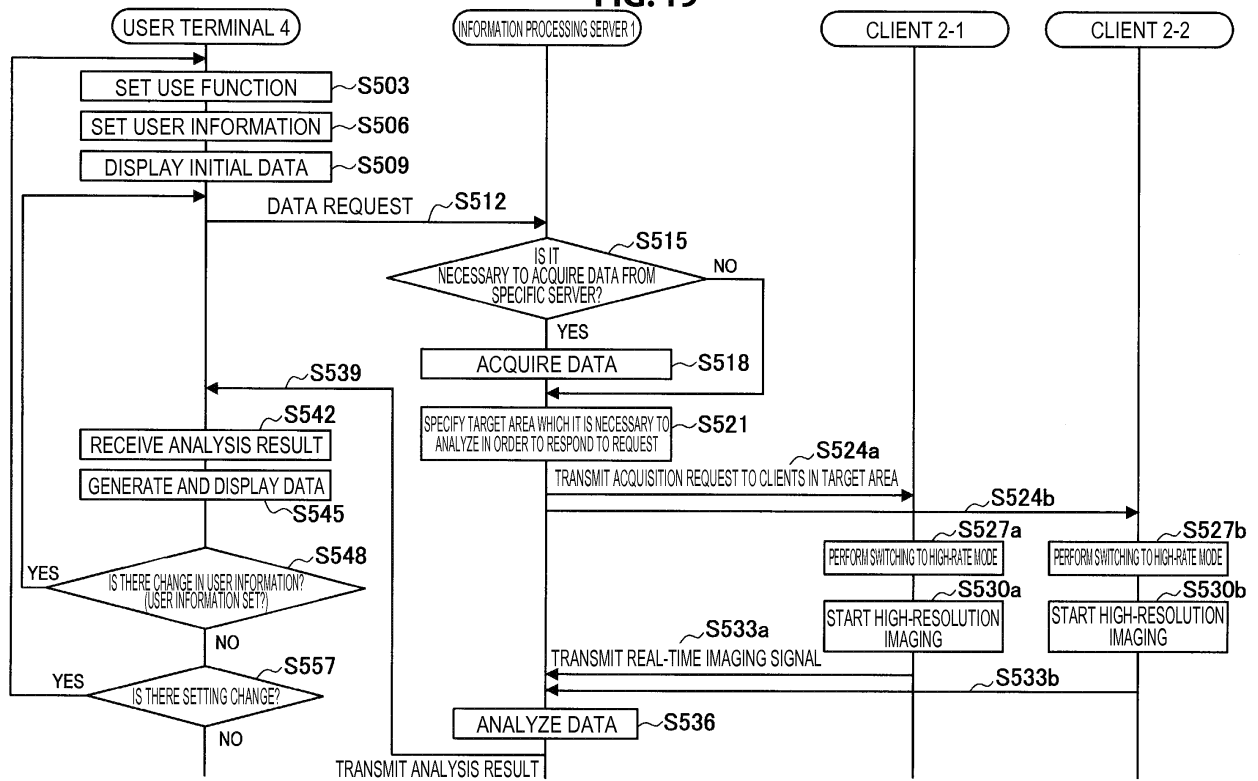 FIG. 19
USER TERMINAL 4
INFORMATION PROCESSING SERVER 1
CLIENT 2-1
CLIENT 2-2
SET USE FUNCTION
S503
SET USER INFORMATION
S506
DISPLAY INITIAL DATA
S509
DATA REQUEST
S512
S515
IS IT
NECESSARY TO ACQUIRE DATA FROM
SPECIFIC SERVER?
NO
YES
ACQUIRE DATA
S518
S539
SPECIFY TARGET AREA WHICH IT IS NECESSARY TO
ANALYZE IN ORDER TO RESPOND TO REQUEST
S521
S542
RECEIVE ANALYSIS RESULT
GENERATE AND DISPLAY DATA
S545
S524a
TRANSMIT ACQUISITION REQUEST TO CLIENTS IN TARGET AREA
S524b
S527a
PERFORM SWITCHING TO HIGH-RATE MODE
S527b
PERFORM SWITCHING TO HIGH-RATE MODE
S548
YES
IS THERE CHANGE IN USER INFORMATION?
(USER INFORMATION SET?)
NO
S530a
START HIGH-RESOLUTION
IMAGING
S530b
START HIGH-RESOLUTION
IMAGING
S533a
TRANSMIT REAL-TIME IMAGING SIGNAL
S533b
S557
YES
IS THERE SETTING CHANGE?
NO
ANALYZE DATA
S536
TRANSMIT ANALYSIS RESULT